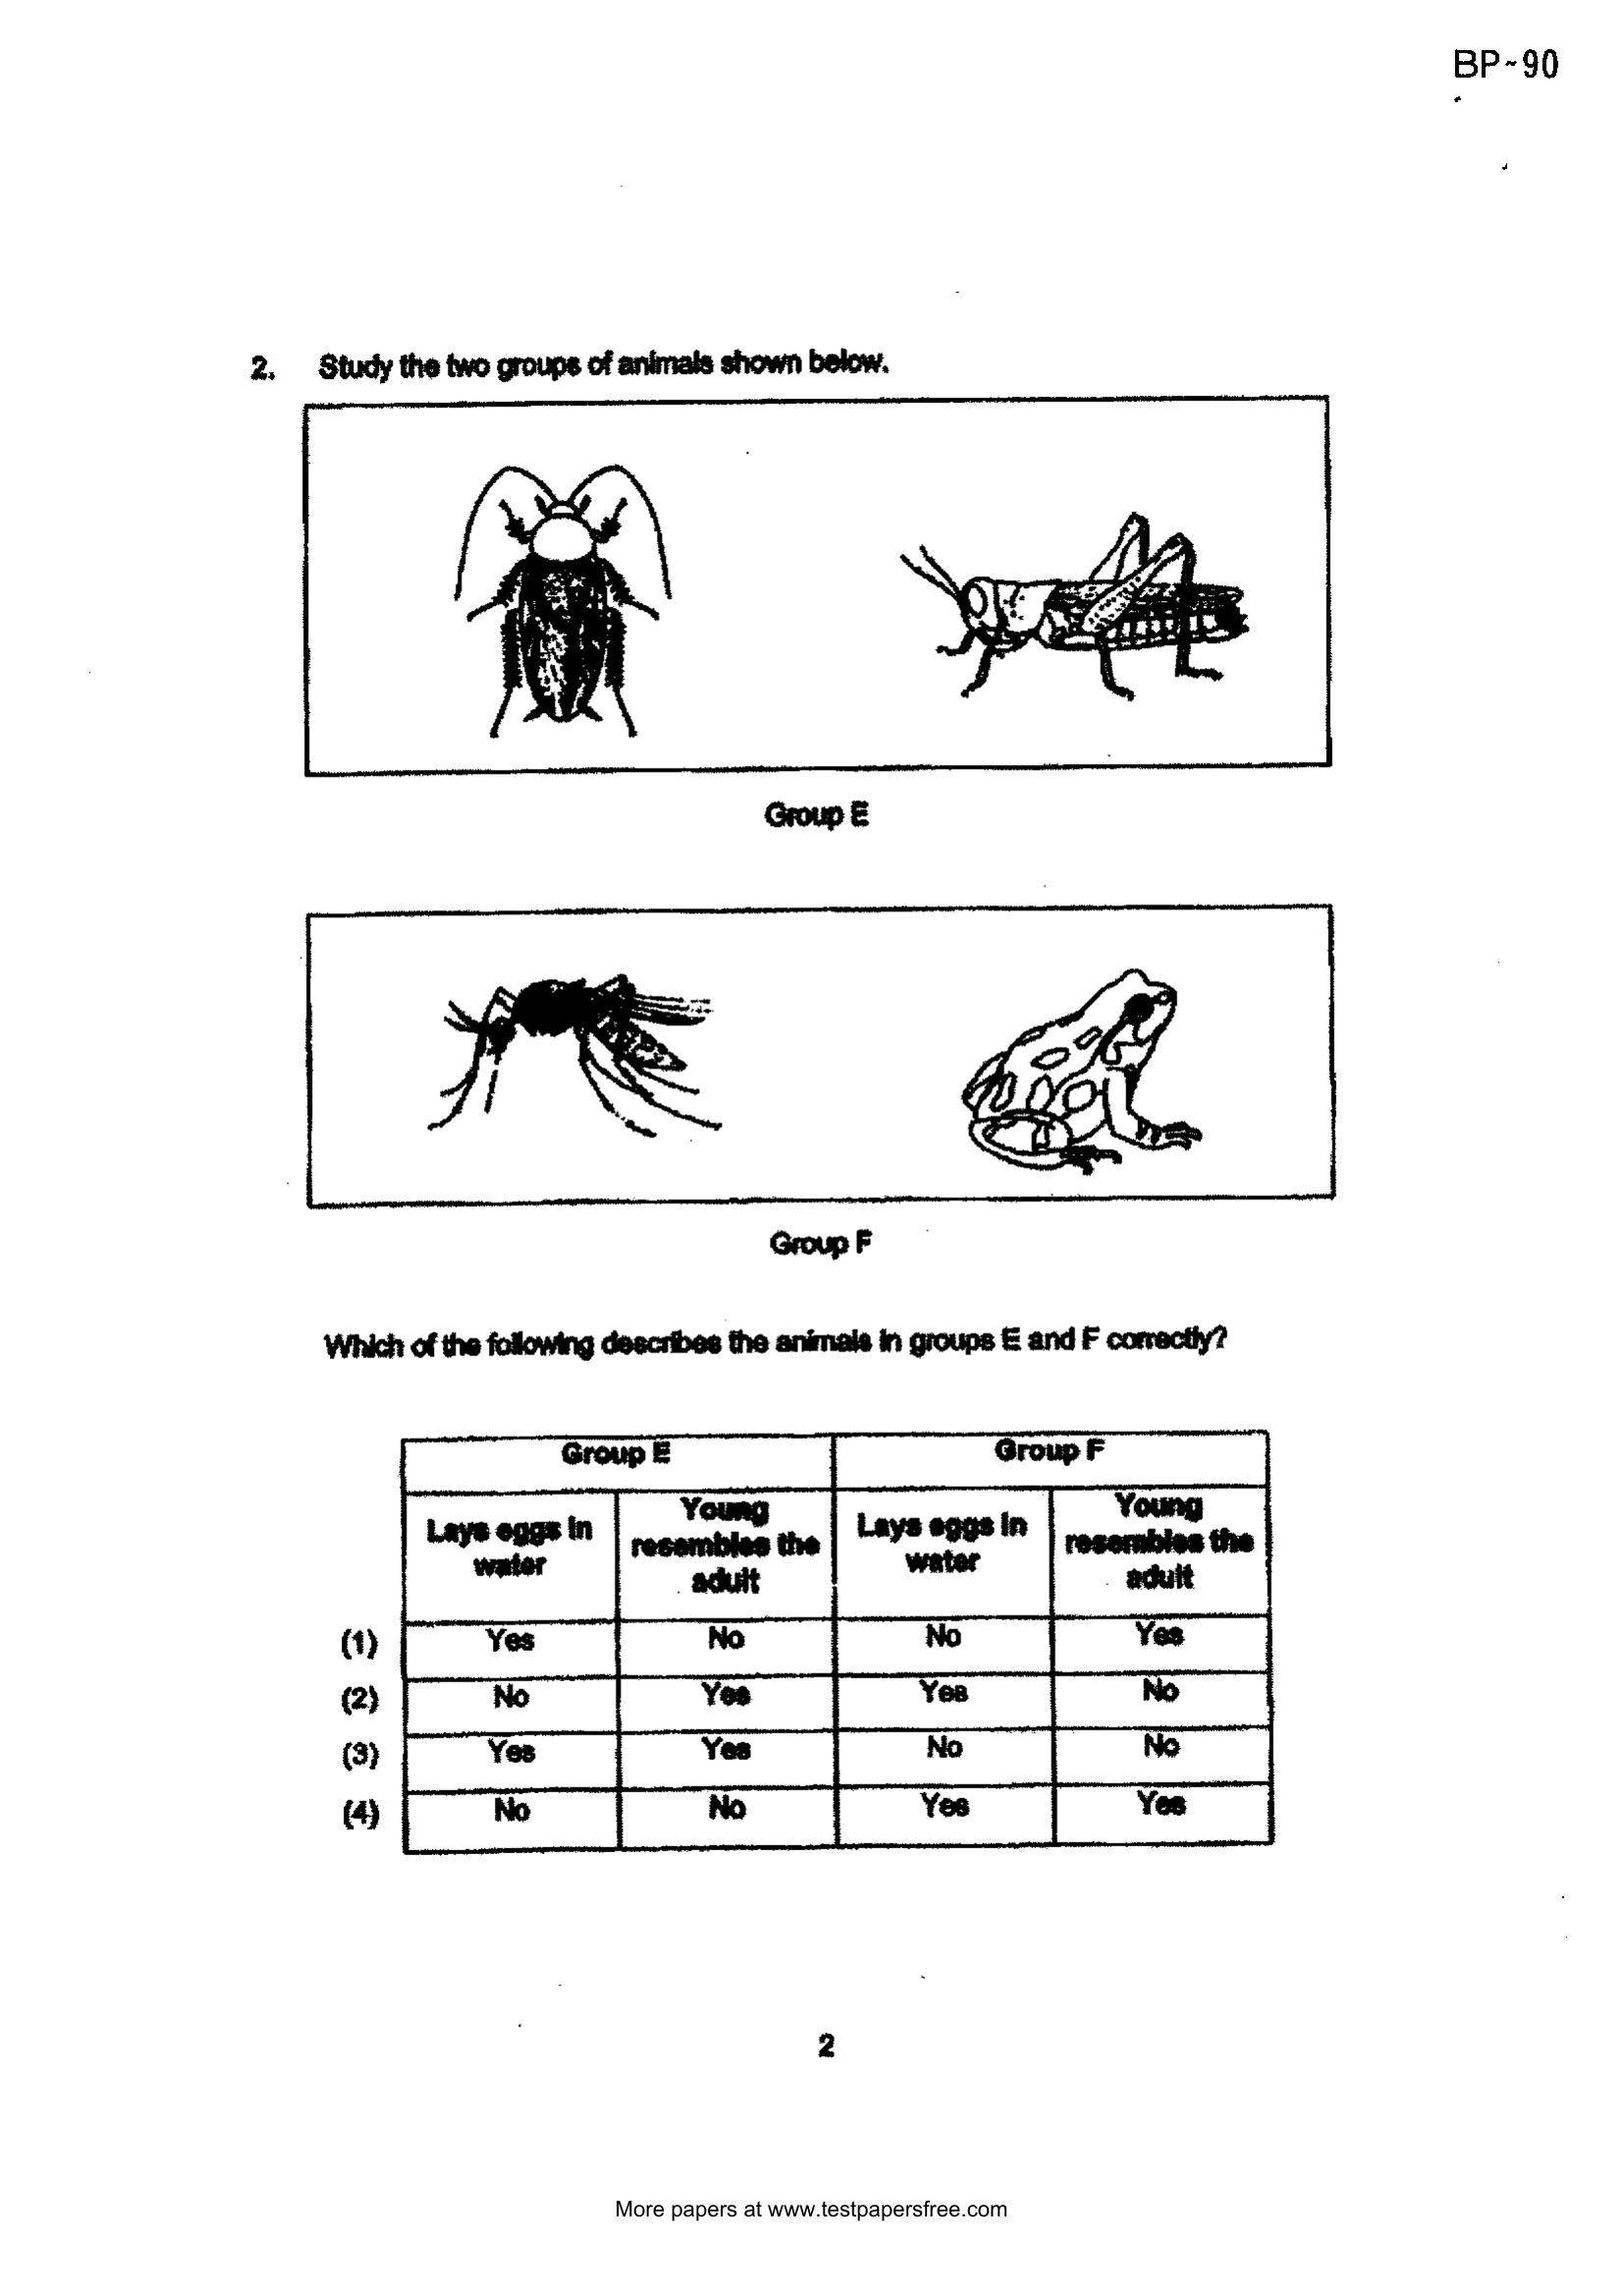 BP-90
2. Study the two groups of animals shown below.
Group E
Group F
Which of the following describes the animals in groups E and F correctly?
Group E Group F
Lays eggs in water Young resembles the adult Lays eggs in water Young resembles the adult
(1) Yes No No Yes
(2) No Yes Yes No
(3) Yes Yes No No
(4) No No Yes Yes
2
More papers at www.testpapersfree.com